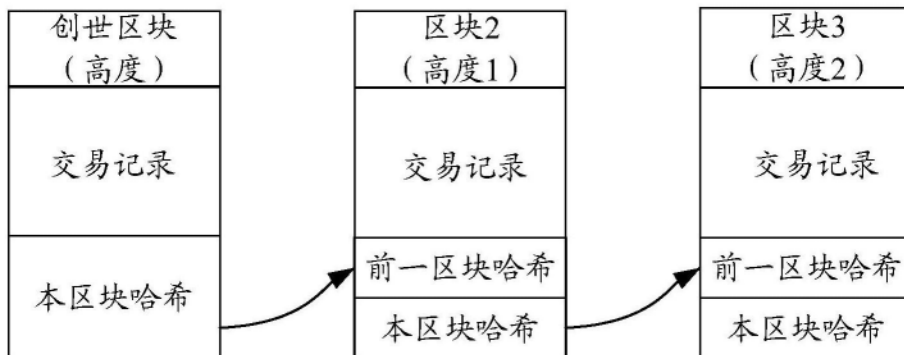 创世区块
（高度）
交易记录
本区块哈希
区块2
（高度1）
交易记录
前一区块哈希
本区块哈希
区块3
（高度2）
交易记录
前一区块哈希
本区块哈希